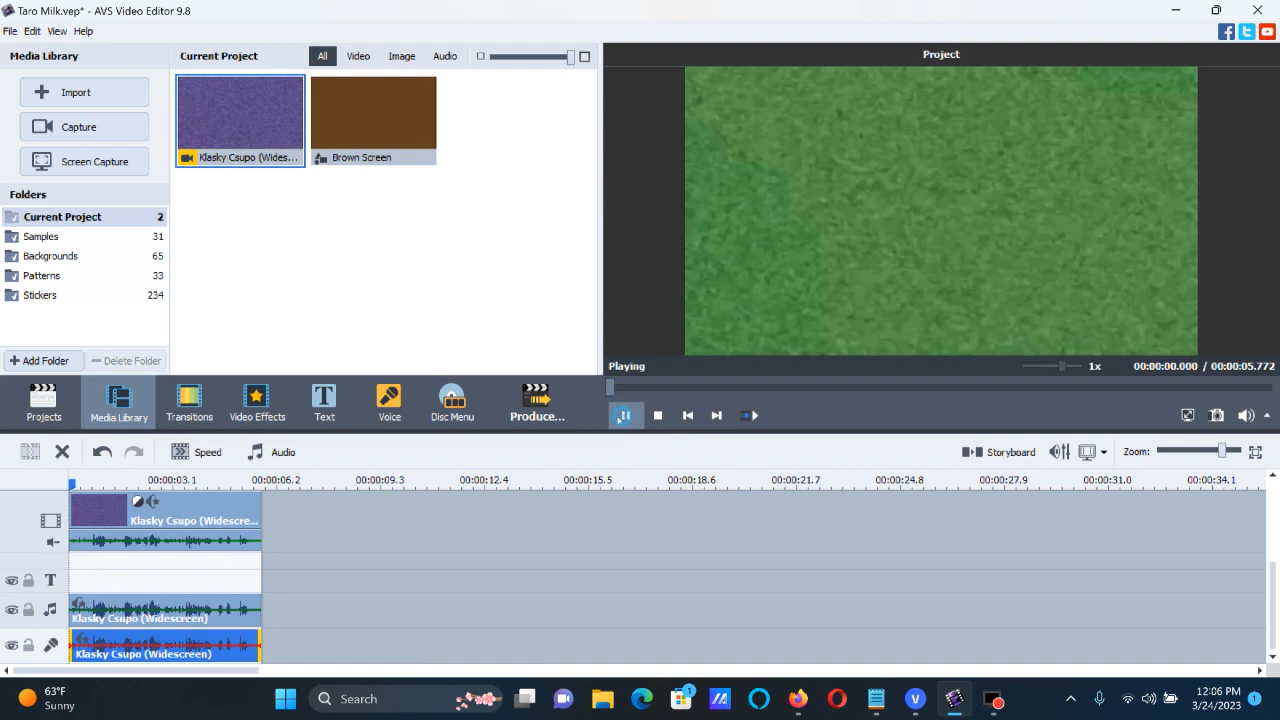 Taro Milk.vep* - AVS Video Editor 9.8
File Edit View Help
Media Library
Current Project
All Video Image Audio
Project
Import
Capture
Screen Capture
Klasky Csupo (Wides...
Brown Screen
Folders
Current Project 2
Samples 31
Backgrounds 65
Patterns 33
Stickers 234
Add Folder
Delete Folder
Playing
1x
00:00:00.000 / 00:00:05.772
Projects
Media Library
Transitions
Video Effects
Text
Voice
Disc Menu
Produce...
Speed
Audio
Storyboard
Zoom:
00:00:03.1 00:00:06.2 00:00:09.3 00:00:12.4 00:00:15.5 00:00:18.6 00:00:21.7 00:00:24.8 00:00:27.9 00:00:31.0 00:00:34.1
Klasky Csupo (Widescre...
T
Klasky Csupo (Widescreen)
Klasky Csupo (Widescreen)
63°F
Sunny
Search
1
V
12:06 PM
3/24/2023
1